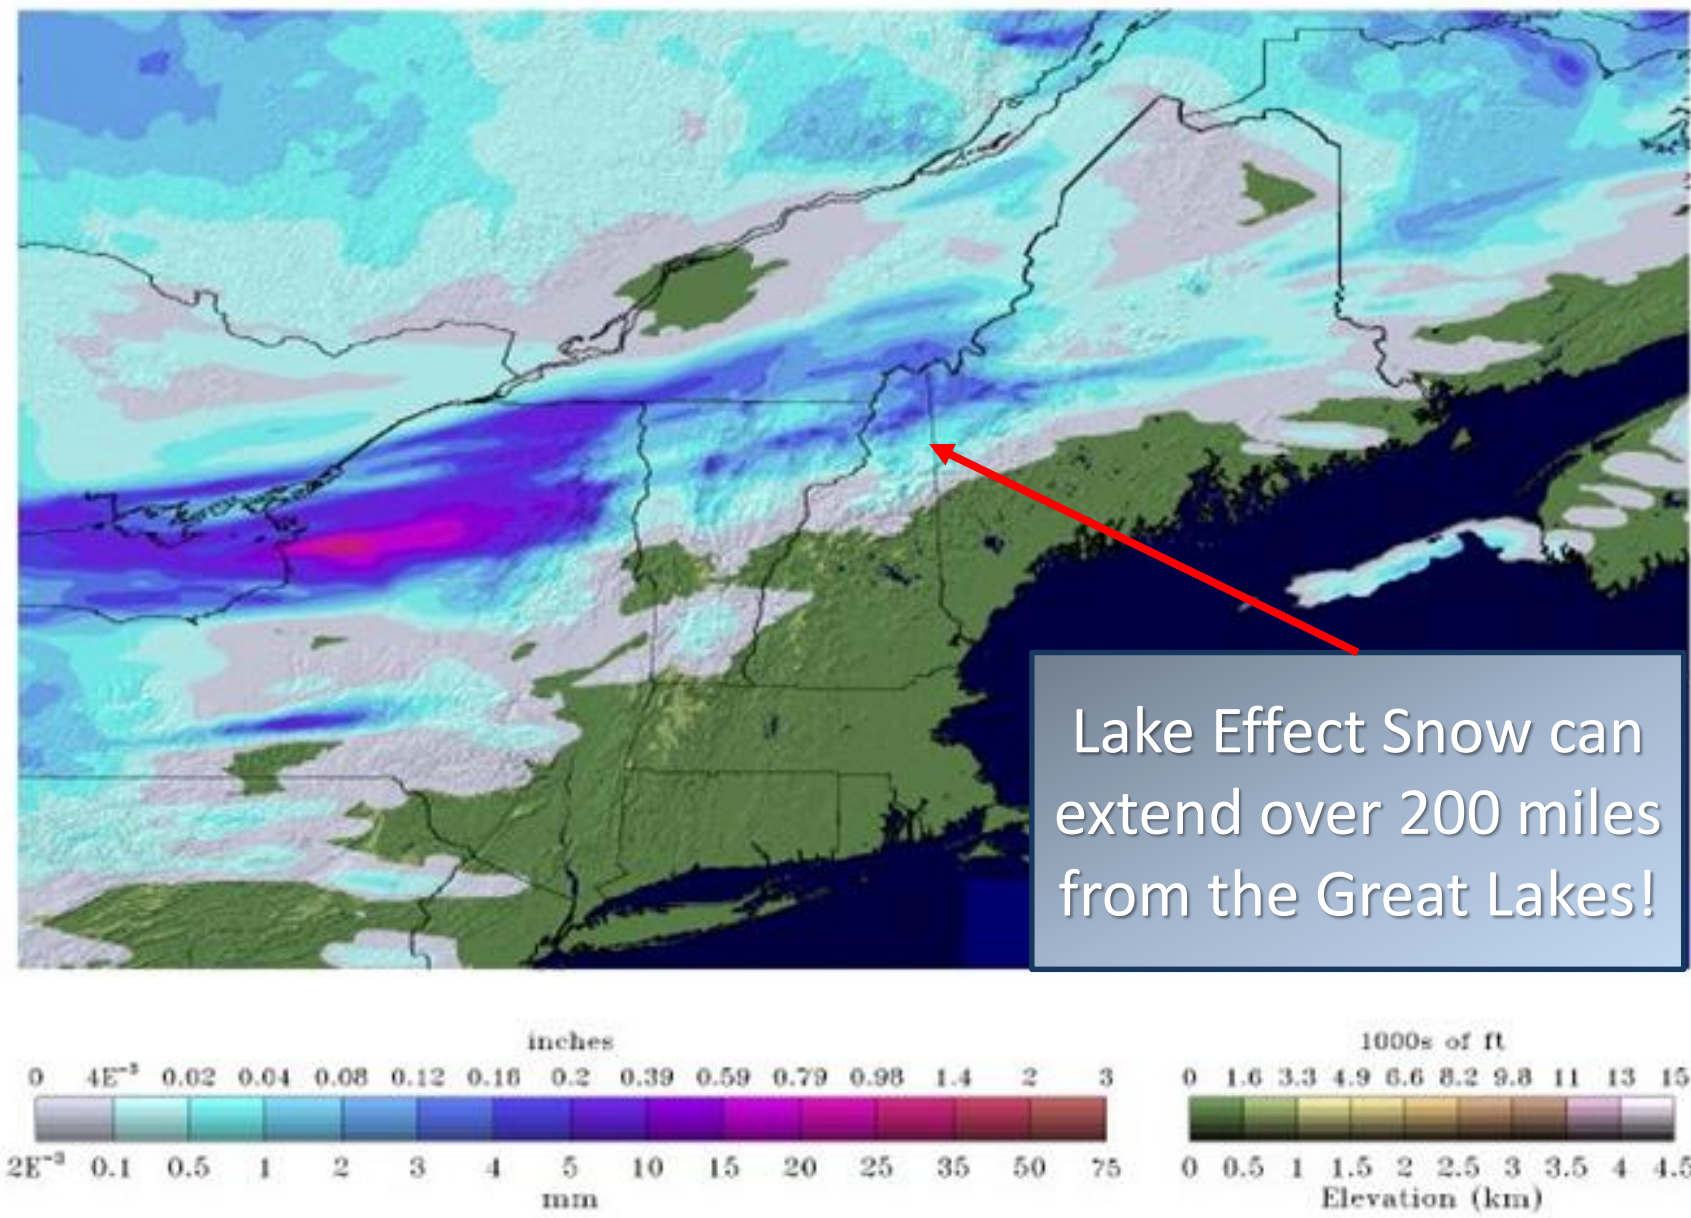 Lake Effect Snow can
extend over 200 miles
from the Great Lakes!
inches
0 4E⁻³ 0.02 0.04 0.08 0.12 0.16 0.2 0.39 0.59 0.79 0.98 1.4 2 3
2E⁻³ 0.1 0.5 1 2 3 4 5 10 15 20 25 35 50 75
mm
1000s of ft
0 1.6 3.3 4.9 6.6 8.2 9.8 11 13 15
0 0.5 1 1.5 2 2.5 3 3.5 4 4.5
Elevation (km)